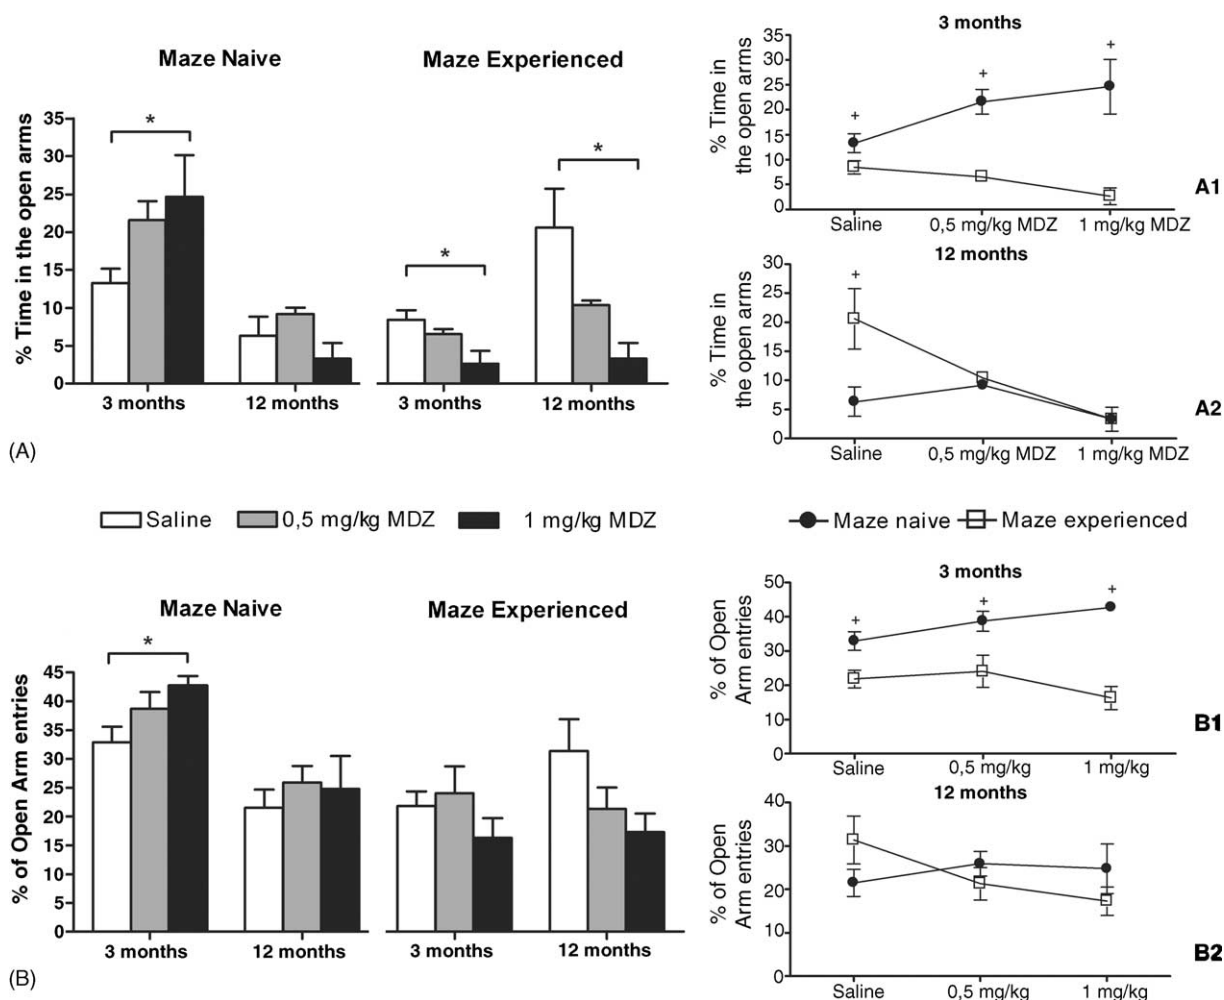 Maze Naive
Maze Experienced
% Time in the open arms
35
30
25
20
15
10
5
0
*
*
*
3 months
12 months
3 months
12 months
(A)
3 months
% Time in
the open arms
35
30
25
20
15
10
5
0
+
+
+
Saline
0,5 mg/kg MDZ
1 mg/kg MDZ
A1
12 months
% Time in
the open arms
30
25
20
15
10
5
0
+
Saline
0,5 mg/kg MDZ
1 mg/kg MDZ
A2
Saline
0,5 mg/kg MDZ
1 mg/kg MDZ
Maze naive
Maze experienced
Maze Naive
Maze Experienced
% of Open Arm entries
45
40
35
30
25
20
15
10
5
0
*
3 months
12 months
3 months
12 months
(B)
3 months
% of Open
Arm entries
50
40
30
20
10
0
+
+
+
Saline
0,5 mg/kg
1 mg/kg
B1
12 months
% of Open
Arm entries
40
30
20
10
0
Saline
0,5 mg/kg
1 mg/kg
B2